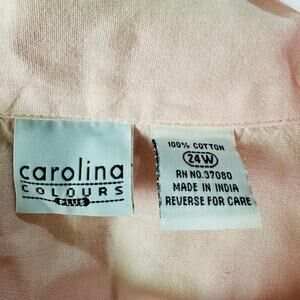 carolina
COLOURS
PLUS
100% COTTON
24W
RN NO.37080
MADE IN INDIA
REVERSE FOR CARE